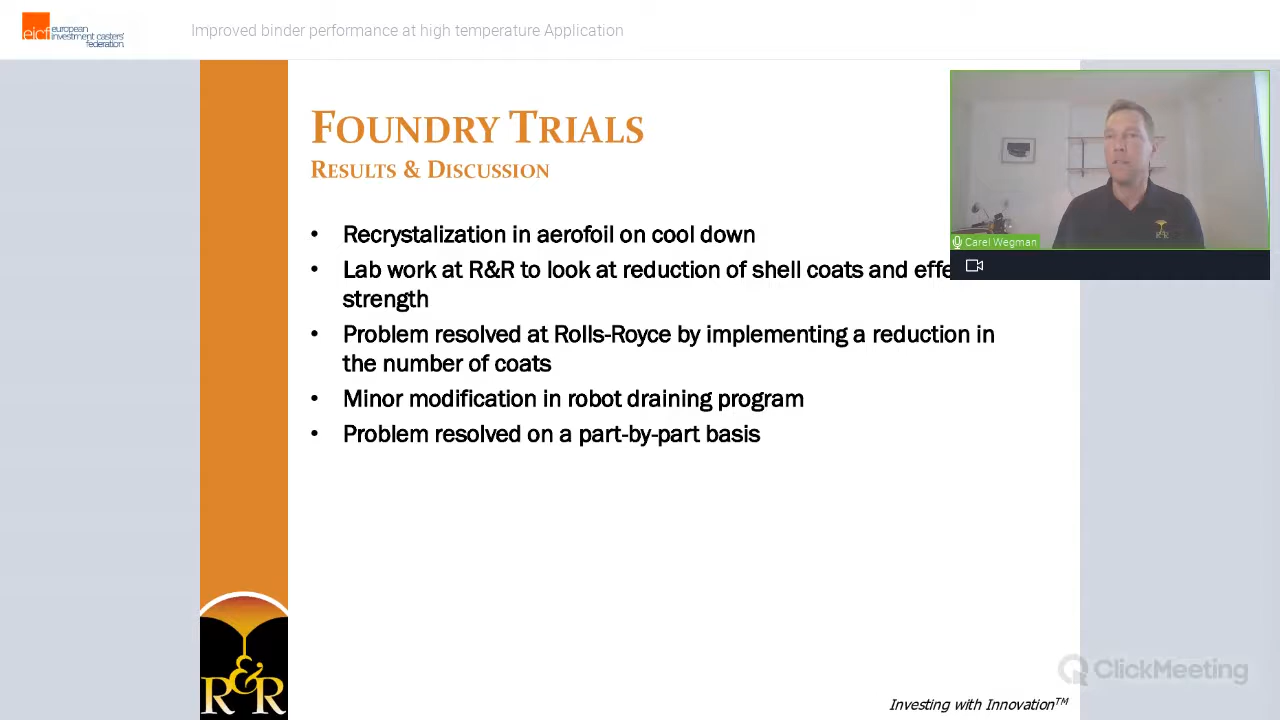 eicf european
investment casters'
federation.
Improved binder performance at high temperature Application
FOUNDRY TRIALS
RESULTS & DISCUSSION
• Recrystalization in aerofoil on cool down
• Lab work at R&R to look at reduction of shell coats and effe
strength
• Problem resolved at Rolls-Royce by implementing a reduction in
the number of coats
• Minor modification in robot draining program
• Problem resolved on a part-by-part basis
Carel Wegman
R&R
R&R
ClickMeeting
Investing with Innovation™